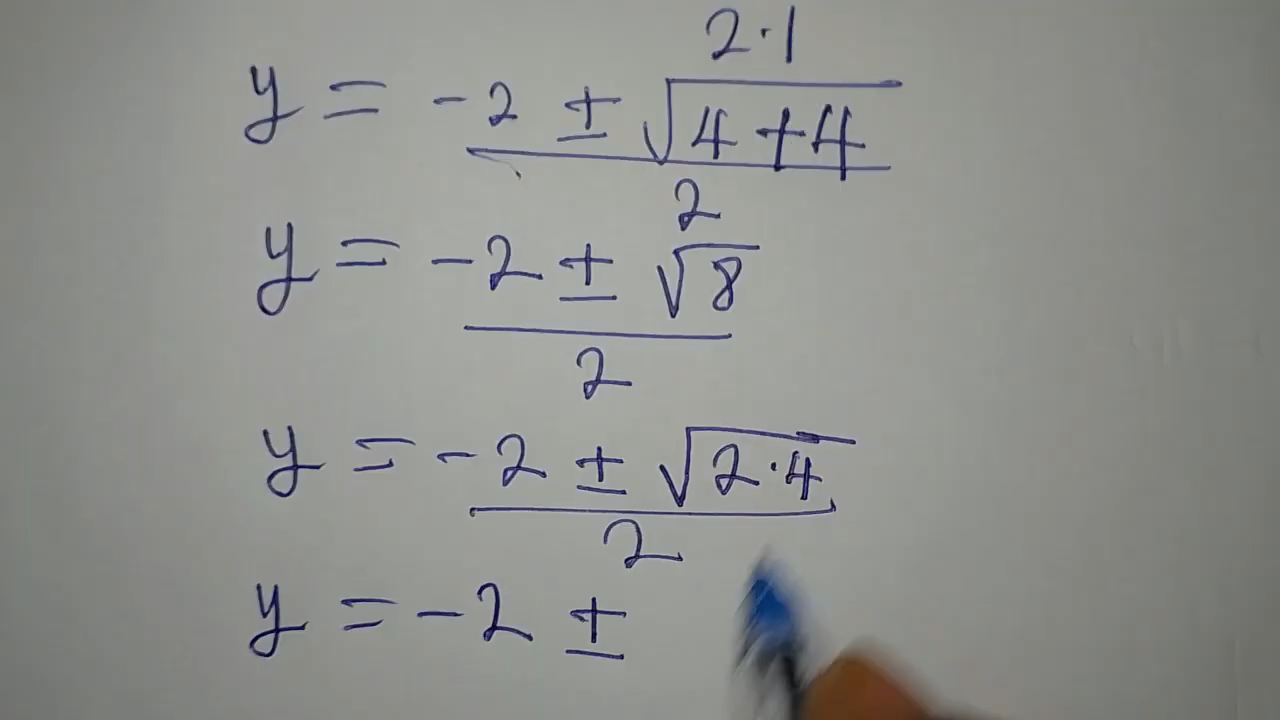 2·1
y = -2 ± √4+4
2
y = -2 ± √8
2
y = -2 ± √2·4
2
y = -2 ±